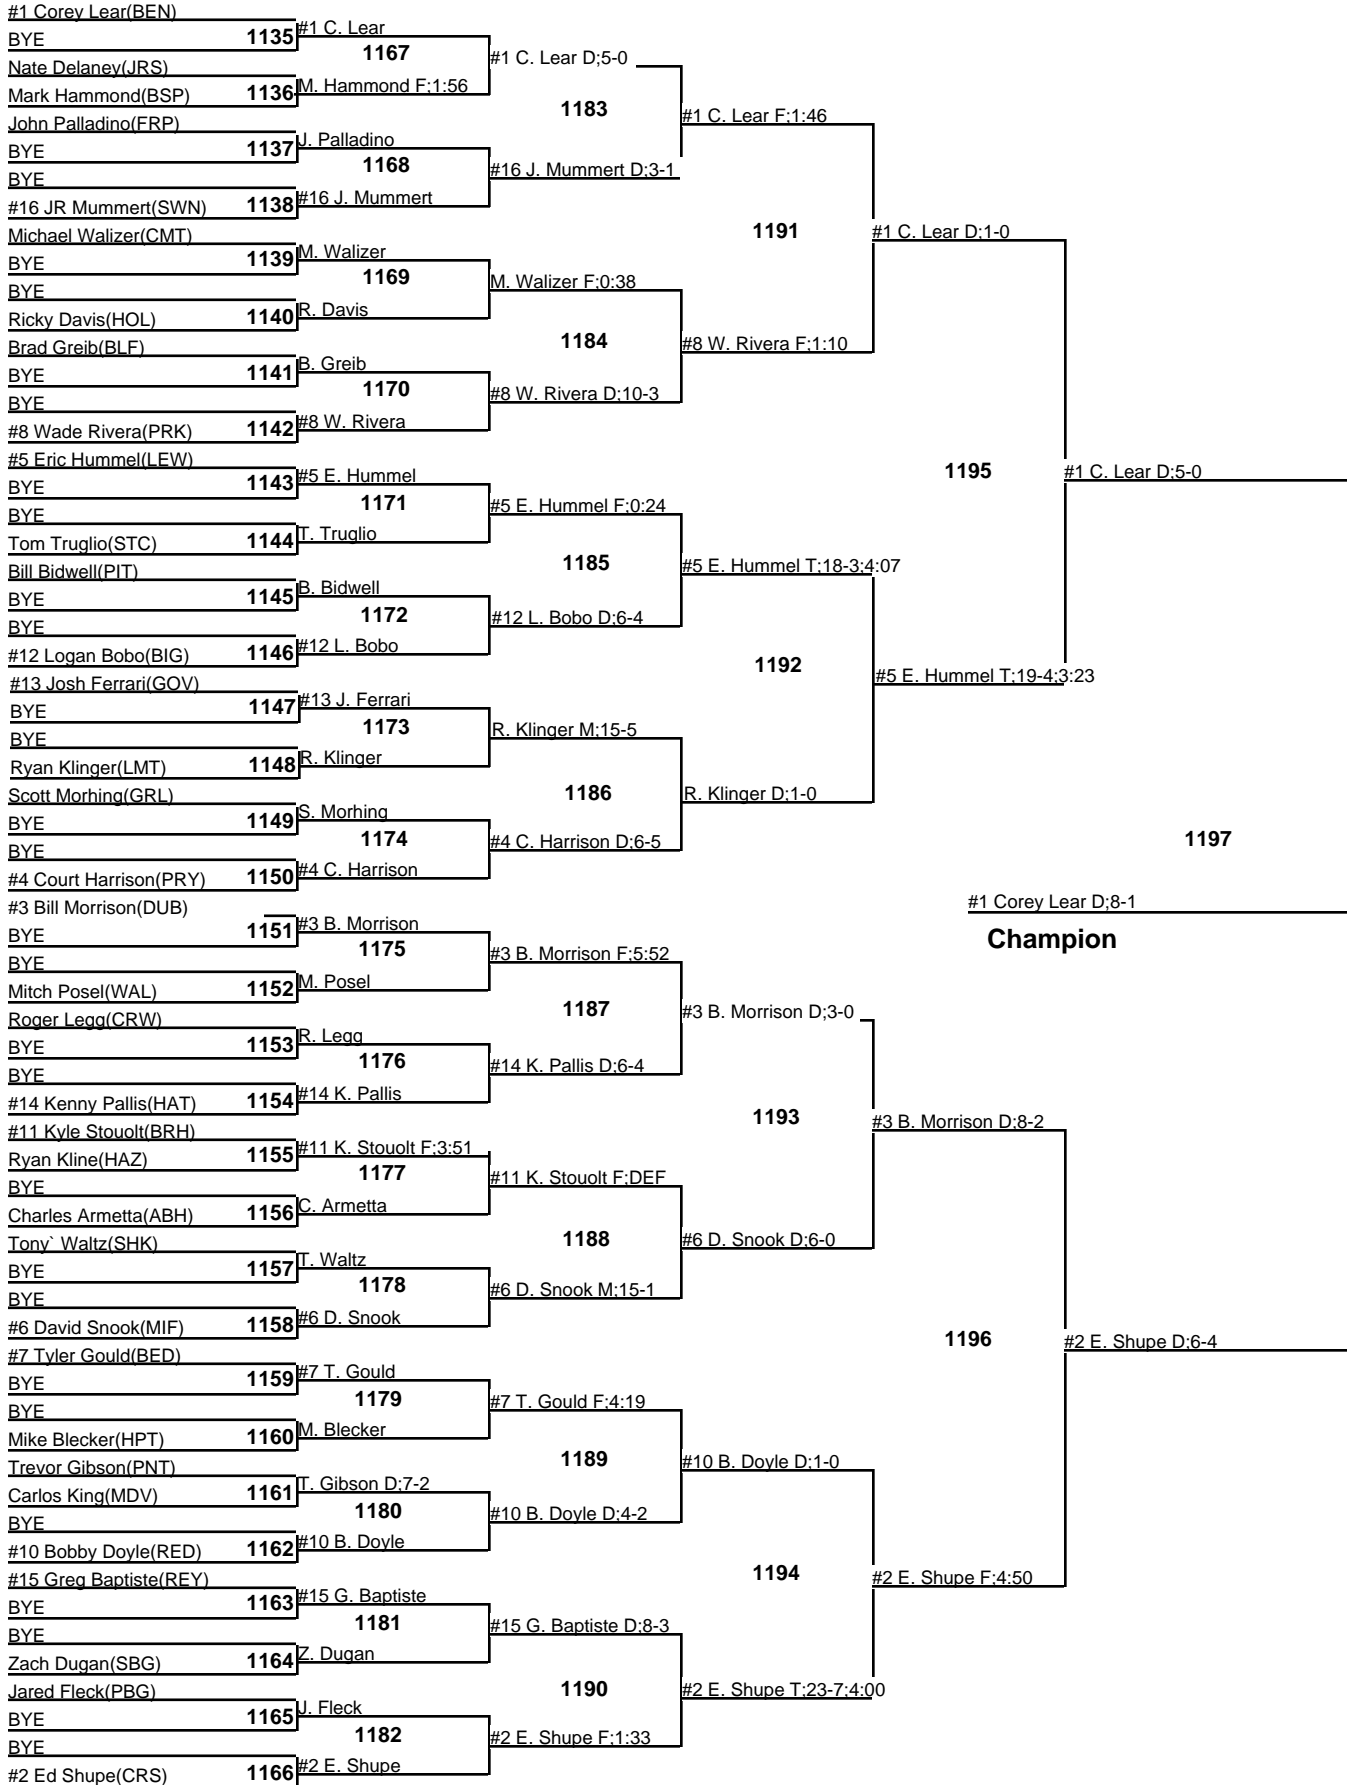 #1 Corey Lear(BEN)
BYE
1135
Nate Delaney(JRS)
Mark Hammond(BSP)
1136
John Palladino(FRP)
BYE
1137
BYE
#16 JR Mummert(SWN)
1138
Michael Walizer(CMT)
BYE
1139
BYE
Ricky Davis(HOL)
1140
Brad Greib(BLF)
BYE
1141
BYE
#8 Wade Rivera(PRK)
1142
#5 Eric Hummel(LEW)
BYE
1143
BYE
Tom Truglio(STC)
1144
Bill Bidwell(PIT)
BYE
1145
BYE
#12 Logan Bobo(BIG)
1146
#13 Josh Ferrari(GOV)
BYE
1147
BYE
Ryan Klinger(LMT)
1148
Scott Morhing(GRL)
BYE
1149
BYE
#4 Court Harrison(PRY)
1150
#3 Bill Morrison(DUB)
BYE
1151
BYE
Mitch Posel(WAL)
1152
Roger Legg(CRW)
BYE
1153
BYE
#14 Kenny Pallis(HAT)
1154
#11 Kyle Stouolt(BRH)
Ryan Kline(HAZ)
1155
BYE
Charles Armetta(ABH)
1156
Tony` Waltz(SHK)
BYE
1157
BYE
#6 David Snook(MIF)
1158
#7 Tyler Gould(BED)
BYE
1159
BYE
Mike Blecker(HPT)
1160
Trevor Gibson(PNT)
Carlos King(MDV)
1161
BYE
#10 Bobby Doyle(RED)
1162
#15 Greg Baptiste(REY)
BYE
1163
BYE
Zach Dugan(SBG)
1164
Jared Fleck(PBG)
BYE
1165
BYE
#2 Ed Shupe(CRS)
1166
#1 C. Lear
1167
M. Hammond F;1:56
J. Palladino
1168
#16 J. Mummert
M. Walizer
1169
R. Davis
B. Greib
1170
#8 W. Rivera
#5 E. Hummel
1171
T. Truglio
B. Bidwell
1172
#12 L. Bobo
#13 J. Ferrari
1173
R. Klinger
S. Morhing
1174
#4 C. Harrison
#3 B. Morrison
1175
M. Posel
R. Legg
1176
#14 K. Pallis
#11 K. Stouolt F;3:51
1177
C. Armetta
T. Waltz
1178
#6 D. Snook
#7 T. Gould
1179
M. Blecker
T. Gibson D;7-2
1180
#10 B. Doyle
#15 G. Baptiste
1181
Z. Dugan
J. Fleck
1182
#2 E. Shupe
#1 C. Lear D;5-0
1183
#16 J. Mummert D;3-1
M. Walizer F;0:38
1184
#8 W. Rivera D;10-3
#5 E. Hummel F;0:24
1185
#12 L. Bobo D;6-4
R. Klinger M;15-5
1186
#4 C. Harrison D;6-5
#3 B. Morrison F;5:52
1187
#14 K. Pallis D;6-4
#11 K. Stouolt F;DEF
1188
#6 D. Snook M;15-1
#7 T. Gould F;4:19
1189
#10 B. Doyle D;4-2
#15 G. Baptiste D;8-3
1190
#2 E. Shupe F;1:33
#1 C. Lear F;1:46
1191
#8 W. Rivera F;1:10
#5 E. Hummel T;18-3;4:07
1192
R. Klinger D;1-0
#3 B. Morrison D;3-0
1193
#6 D. Snook D;6-0
#10 B. Doyle D;1-0
1194
#2 E. Shupe T;23-7;4:00
#1 C. Lear D;1-0
1195
#5 E. Hummel T;19-4;3:23
#3 B. Morrison D;8-2
1196
#2 E. Shupe F;4:50
#1 C. Lear D;5-0
1197
#2 E. Shupe D;6-4
#1 Corey Lear D;8-1
Champion